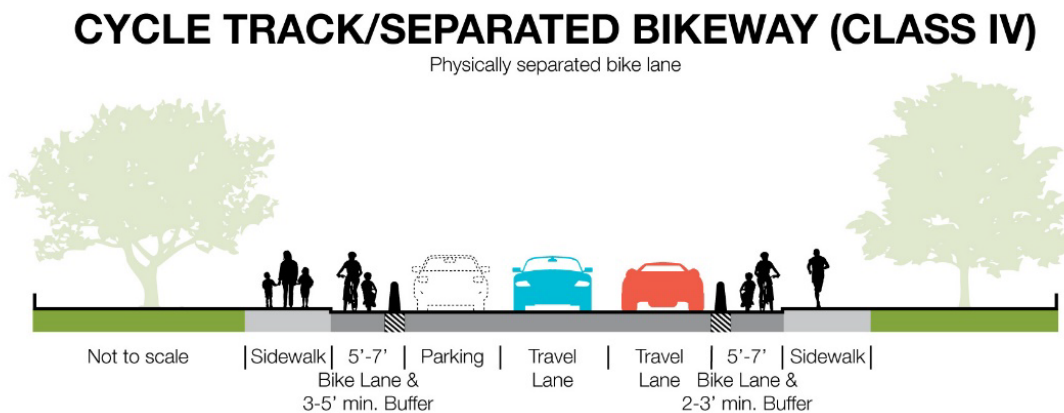 CYCLE TRACK/SEPARATED BIKEWAY (CLASS IV)
Physically separated bike lane
Not to scale
Sidewalk
5'-7'
Bike Lane &
3-5' min. Buffer
Parking
Travel
Lane
Travel
Lane
5'-7'
Bike Lane &
2-3' min. Buffer
Sidewalk